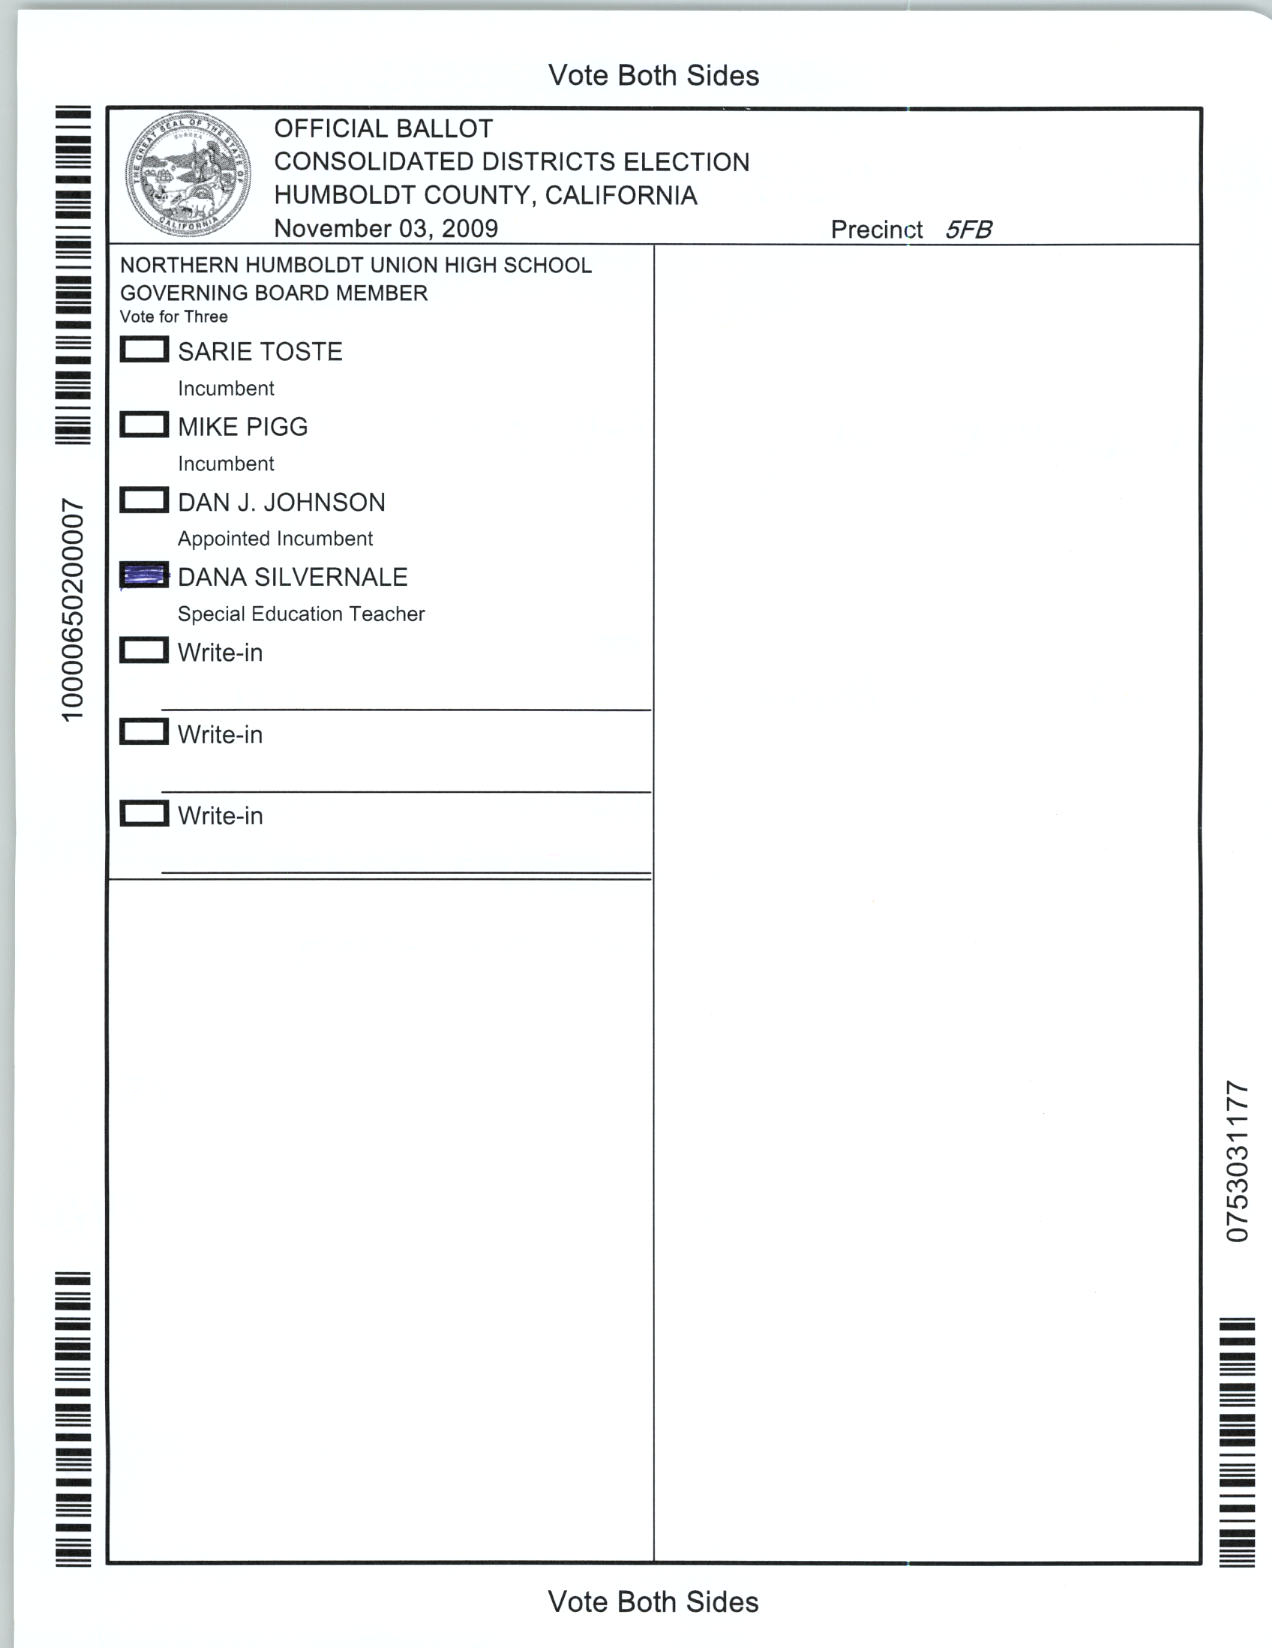 Vote Both Sides
THE GREAT SEAL OF THE STATE OF
EUREKA
CALIFORNIA
OFFICIAL BALLOT
CONSOLIDATED DISTRICTS ELECTION
HUMBOLDT COUNTY, CALIFORNIA
November 03, 2009
Precinct 5FB
NORTHERN HUMBOLDT UNION HIGH SCHOOL
GOVERNING BOARD MEMBER
Vote for Three
SARIE TOSTE
Incumbent
MIKE PIGG
Incumbent
DAN J. JOHNSON
Appointed Incumbent
DANA SILVERNALE
Special Education Teacher
Write-in
Write-in
Write-in
10000650200007
0753031177
Vote Both Sides